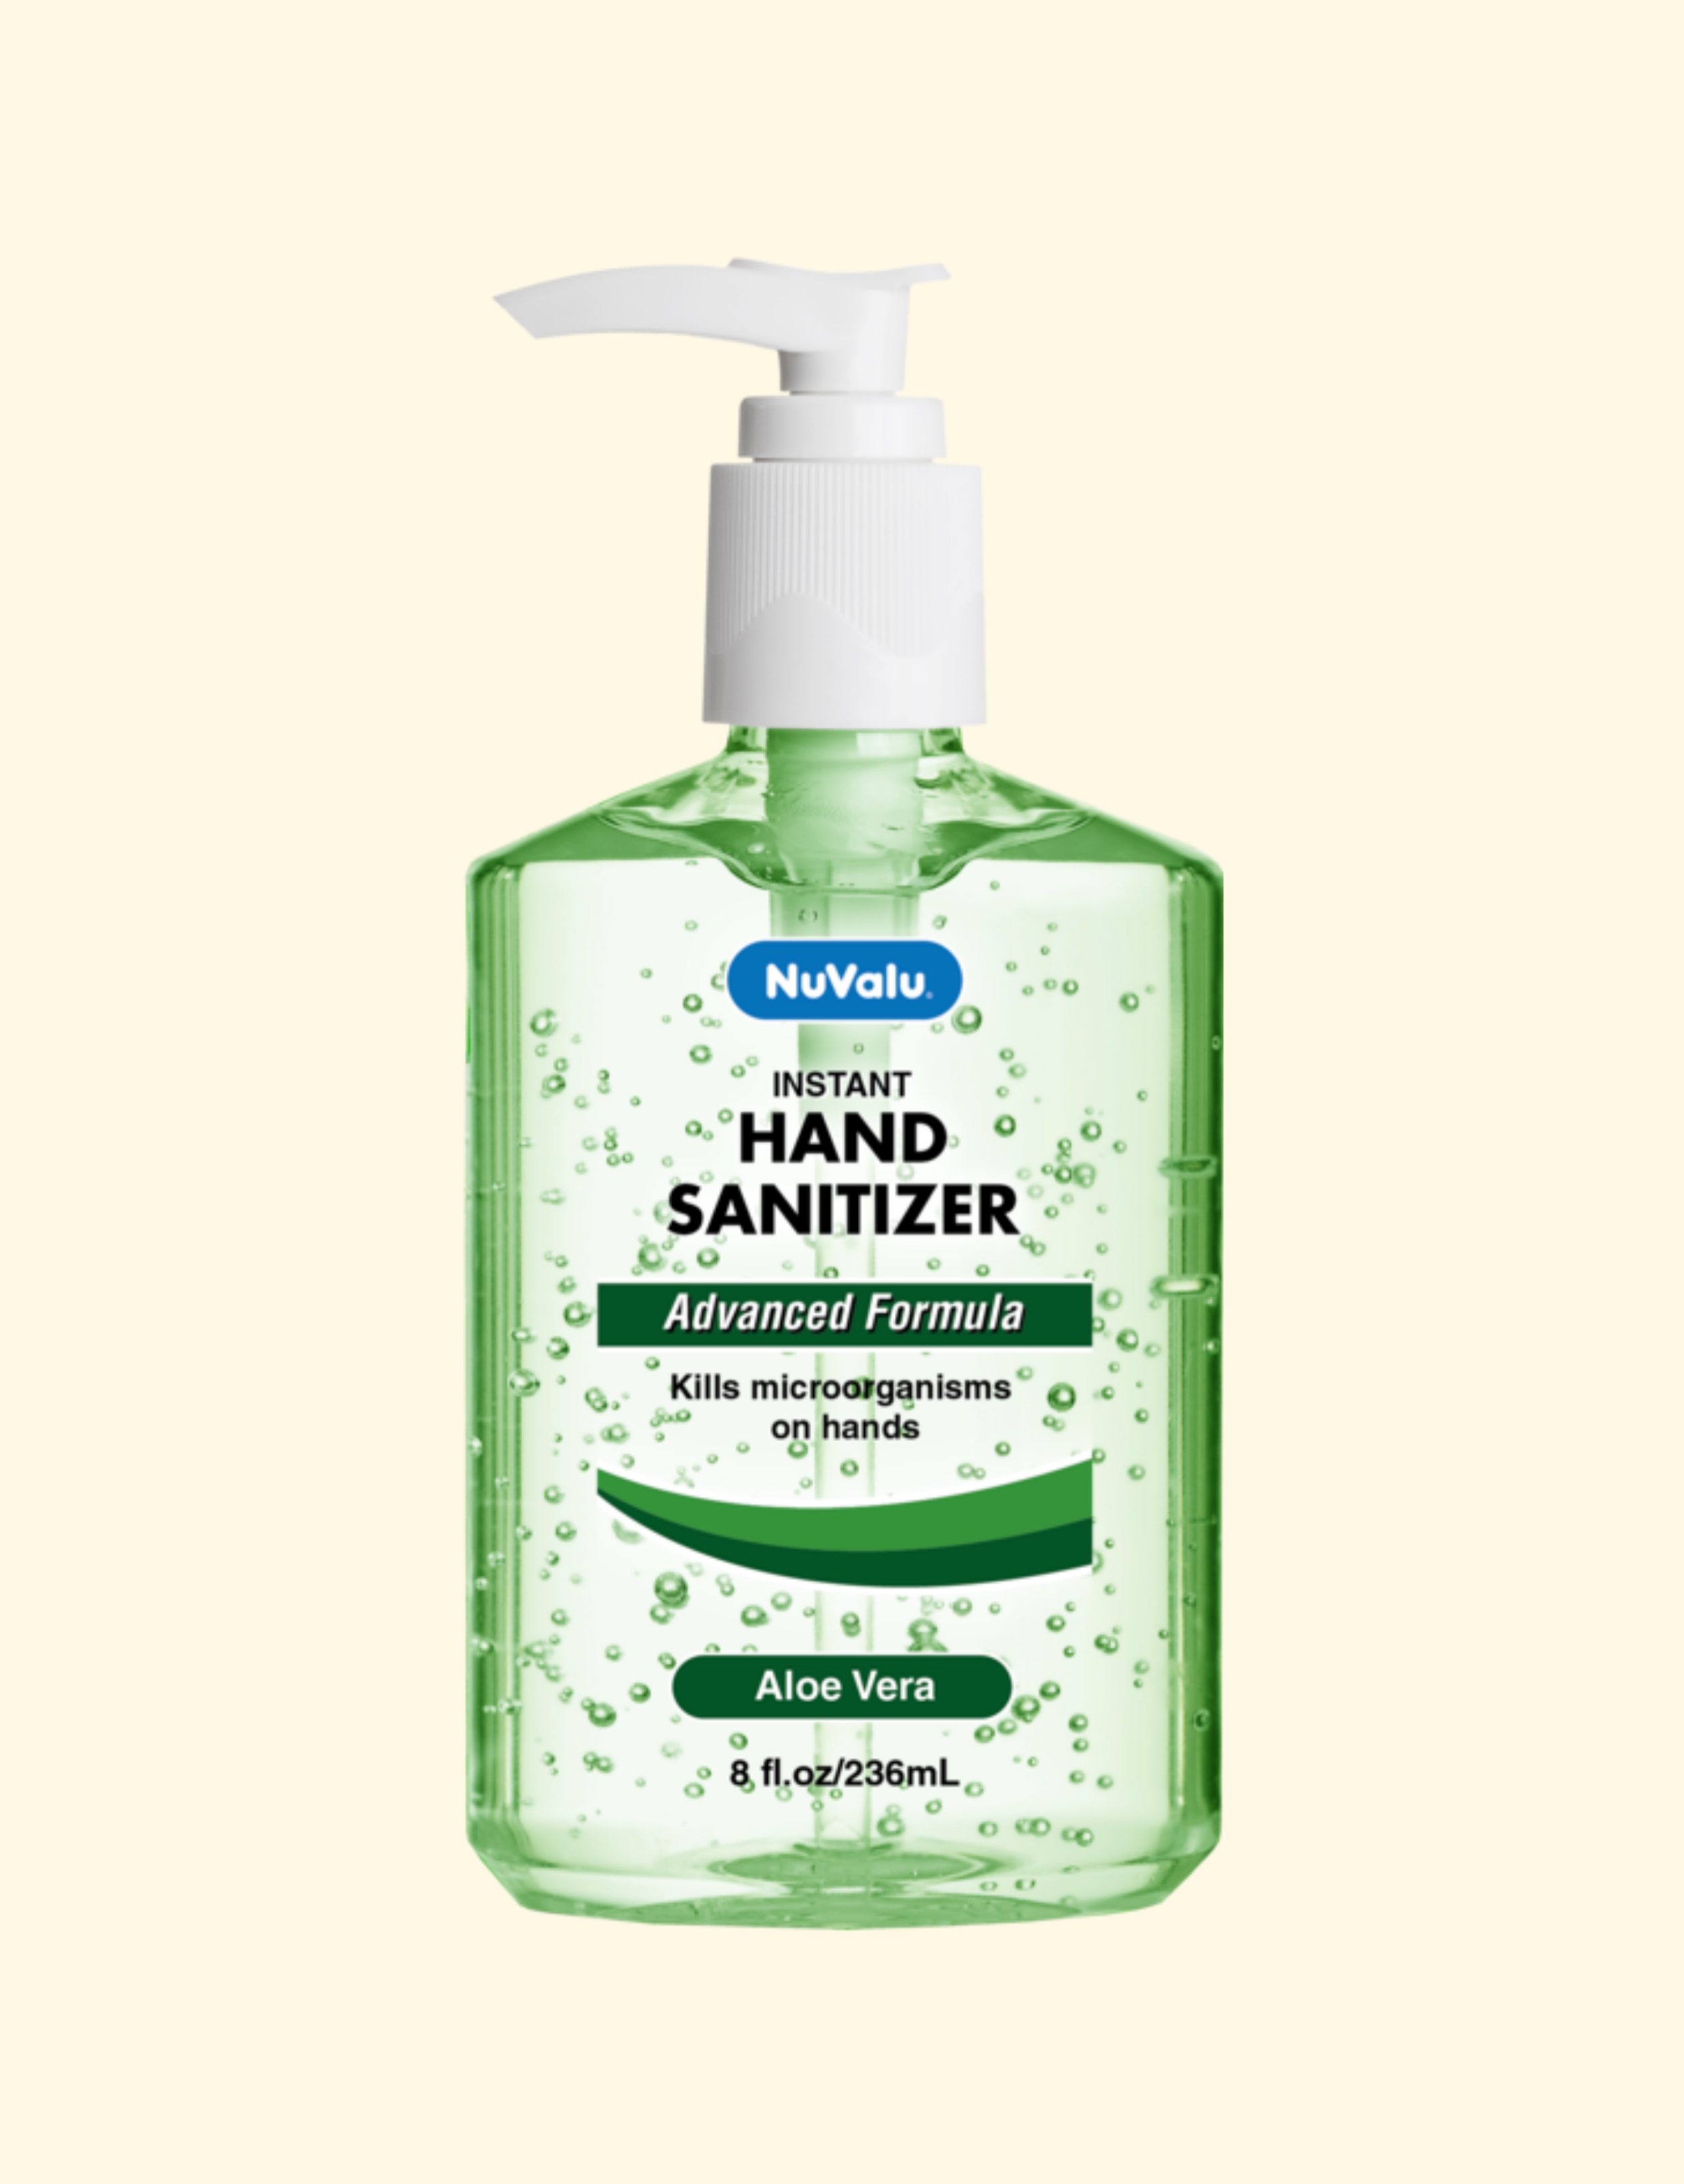 NuValu
INSTANT
HAND
SANITIZER
Advanced Formula
Kills microorganisms
on hands
Aloe Vera
8 fl.oz/236mL